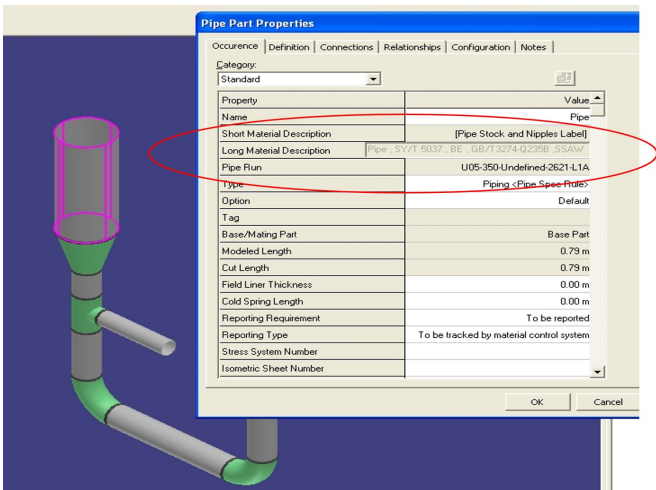 Pipe Part Properties
Occurence Definition Connections Relationships Configuration Notes
Category:
Standard
Property Value
Name Pipe
Short Material Description [Pipe Stock and Nipples Label]
Long Material Description Pipe , SY/T 5037 , BE , GB/T3274-Q235B ,SSAW
Pipe Run U05-350-Undefined-2621-L1A
Type Piping <Pipe Spec Rule>
Option Default
Tag
Base/Mating Part Base Part
Modeled Length 0.79 m
Cut Length 0.79 m
Field Liner Thickness 0.00 m
Cold Spring Length 0.00 m
Reporting Requirement To be reported
Reporting Type To be tracked by material control system
Stress System Number
Isometric Sheet Number
OK Cancel